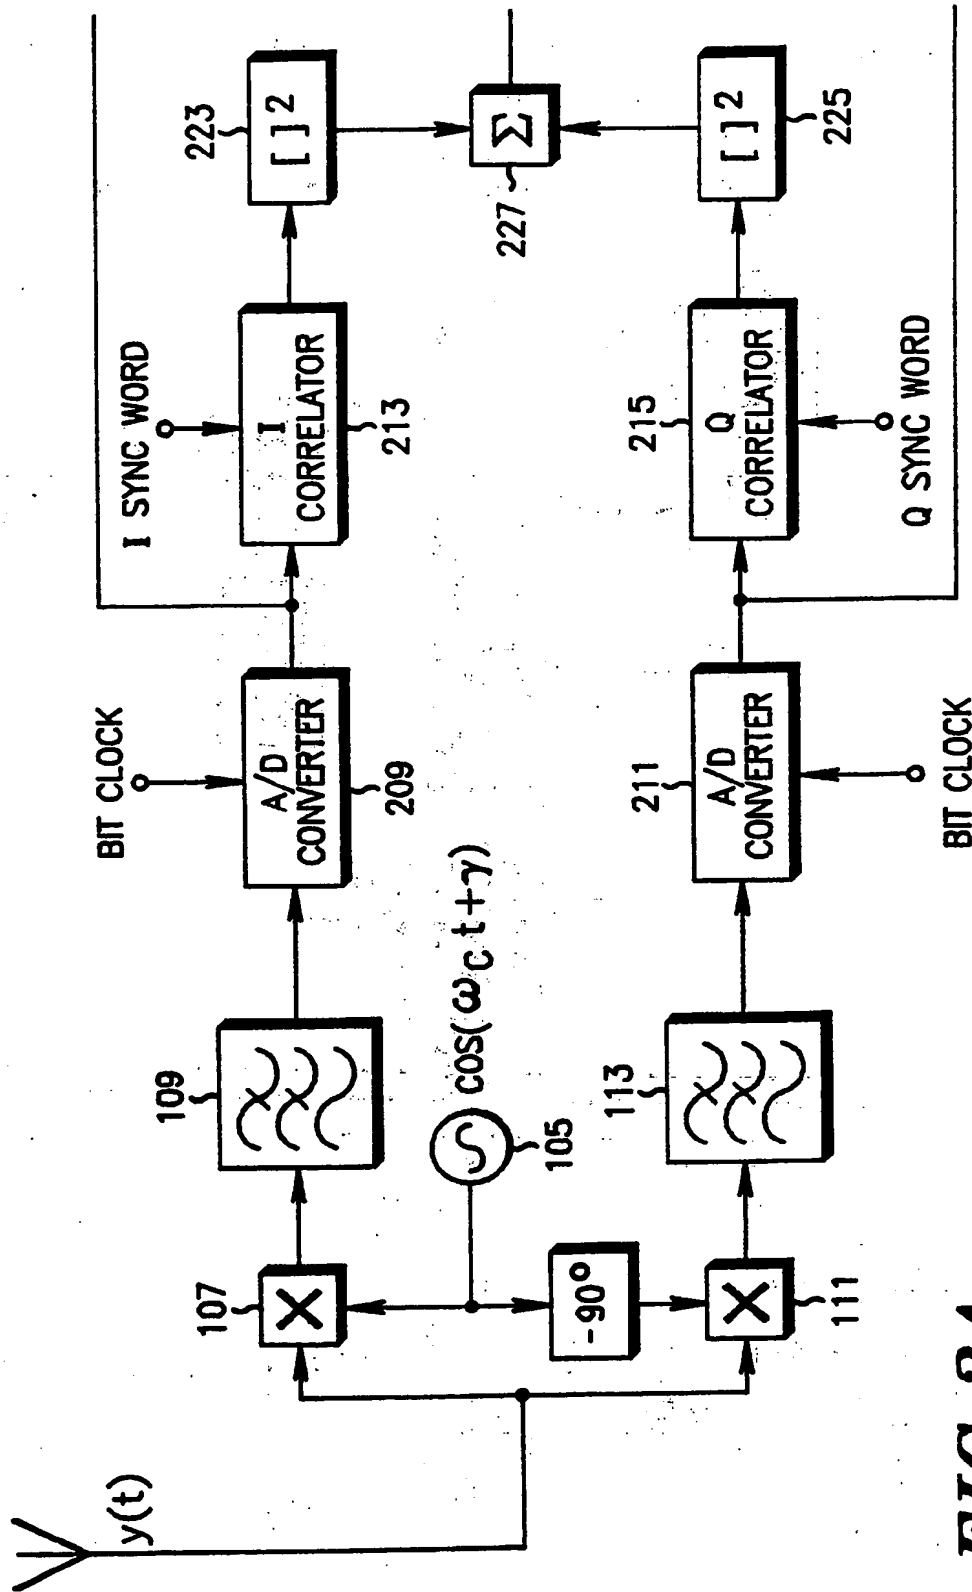 y(t)
107
X
109
BIT CLOCK
A/D
CONVERTER
209
I SYNC WORD
I
CORRELATOR
213
223
[ ] 2
Σ
227
COS(ωc t+γ)
105
-90°
X
111
113
211
A/D
CONVERTER
BIT CLOCK
215
Q
CORRELATOR
Q SYNC WORD
[ ] 2
225